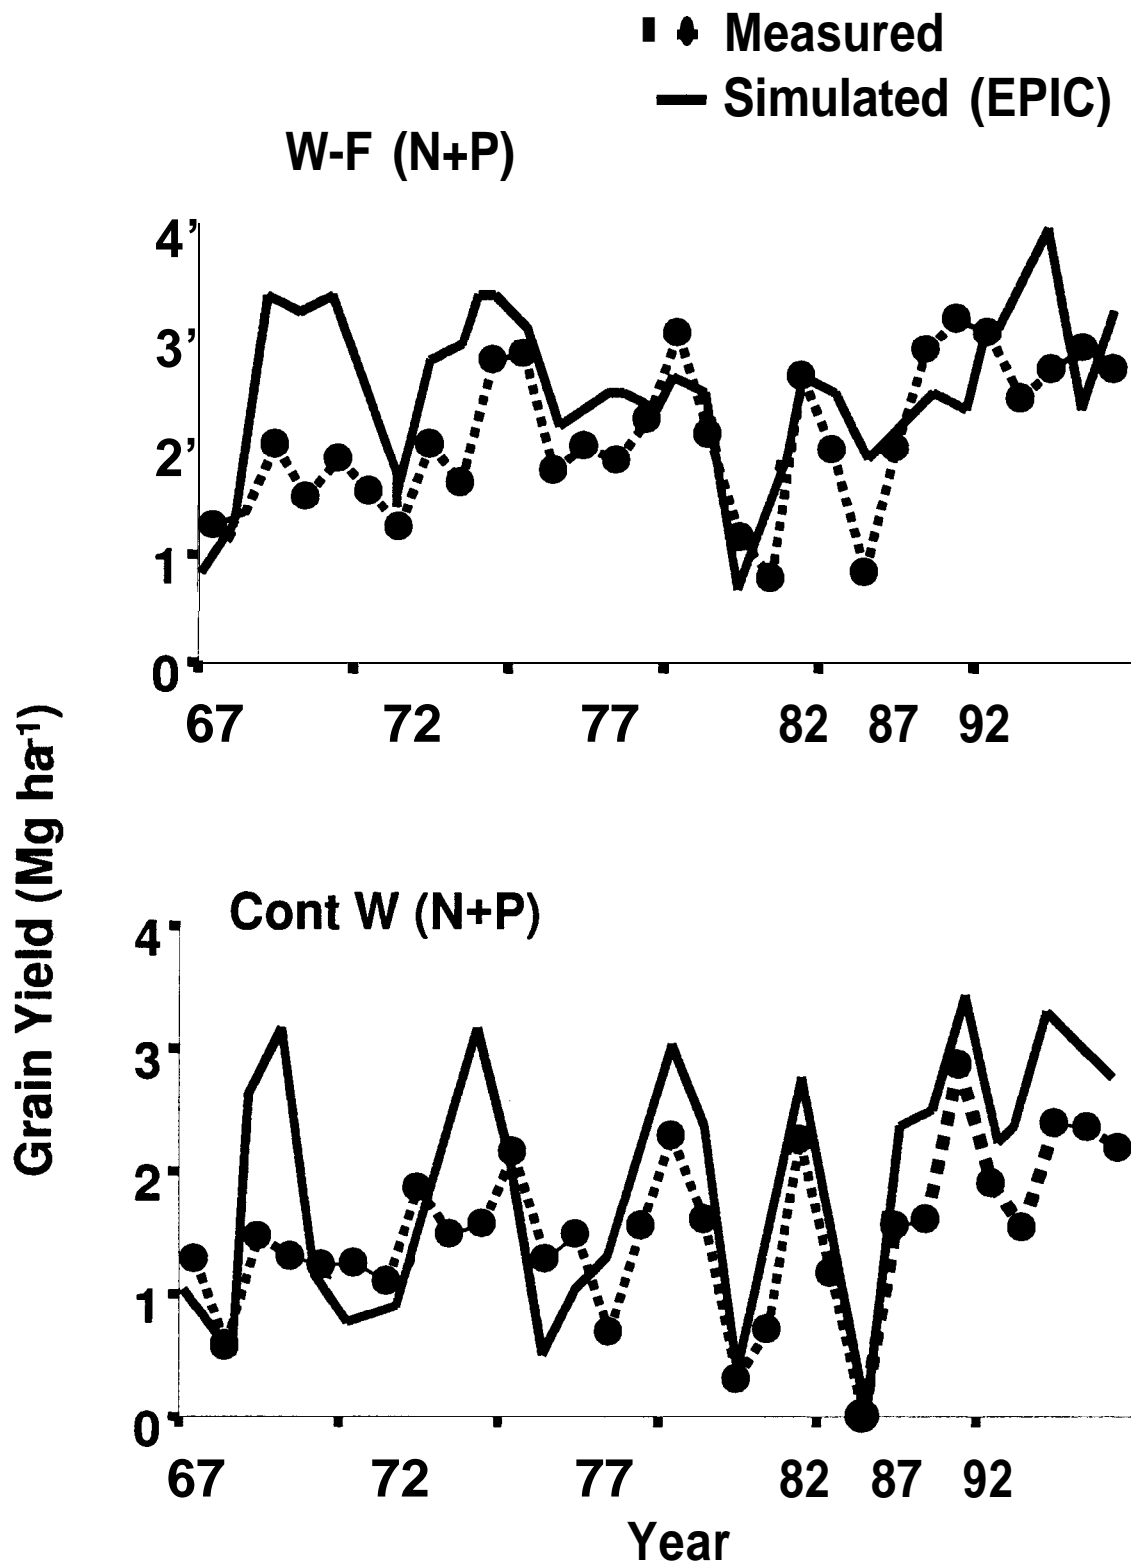 Measured
Simulated (EPIC)
W-F (N+P)
4'
3'
2'
1
0
67 72 77 82 87 92
Grain Yield (Mg ha-1)
Cont W (N+P)
4
3
2
1
0
67 72 77 82 87 92
Year